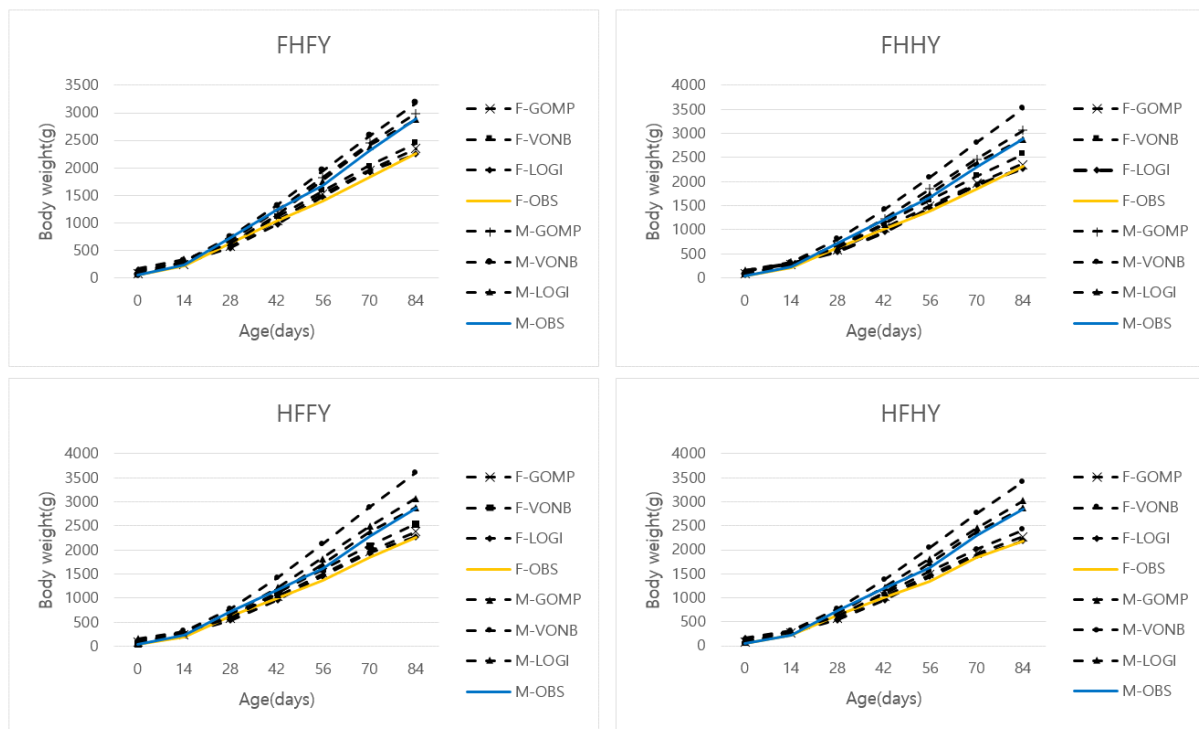 FHFY
3500
3000
2500
2000
1500
1000
500
0
Body weight(g)
0 14 28 42 56 70 84
Age(days)
F-GOMP
F-VONB
F-LOGI
F-OBS
M-GOMP
M-VONB
M-LOGI
M-OBS
FHHY
4000
3500
3000
2500
2000
1500
1000
500
0
Body weight(g)
0 14 28 42 56 70 84
Age(days)
F-GOMP
F-VONB
F-LOGI
F-OBS
M-GOMP
M-VONB
M-LOGI
M-OBS
HFFY
4000
3500
3000
2500
2000
1500
1000
500
0
Body weight(g)
0 14 28 42 56 70 84
Age(days)
F-GOMP
F-VONB
F-LOGI
F-OBS
M-GOMP
M-VONB
M-LOGI
M-OBS
HFHY
4000
3500
3000
2500
2000
1500
1000
500
0
Body weight(g)
0 14 28 42 56 70 84
Age(days)
F-GOMP
F-VONB
F-LOGI
F-OBS
M-GOMP
M-VONB
M-LOGI
M-OBS